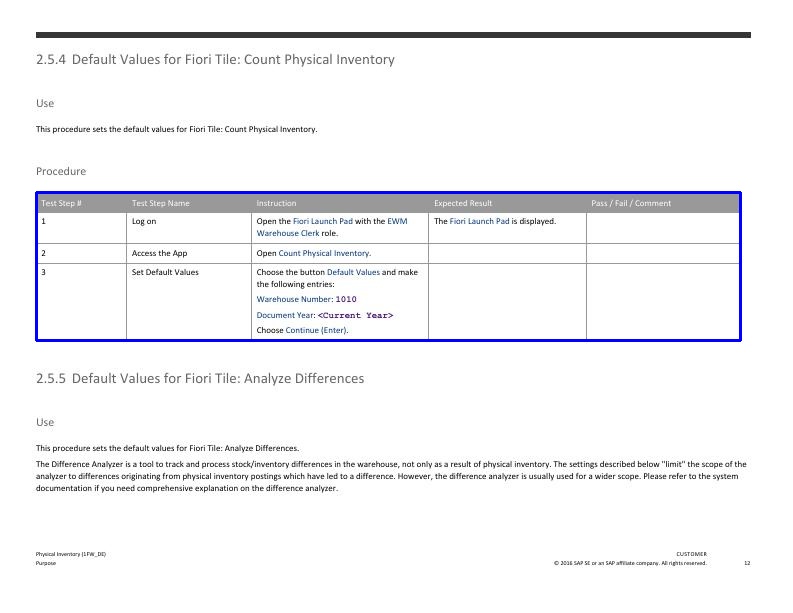 2.5.4 Default Values for Fiori Tile: Count Physical Inventory
Use
This procedure sets the default values for Fiori Tile: Count Physical Inventory.
Procedure
Test Step # Test Step Name Instruction Expected Result Pass / Fail / Comment
1 Log on Open the Fiori Launch Pad with the EWM The Fiori Launch Pad is displayed.
Warehouse Clerk role.
2 Access the App Open Count Physical Inventory.
3 Set Default Values Choose the button Default Values and make
the following entries:
Warehouse Number: 1010
Document Year: <Current Year>
Choose Continue (Enter).
2.5.5 Default Values for Fiori Tile: Analyze Differences
Use
This procedure sets the default values for Fiori Tile: Analyze Differences.
The Difference Analyzer is a tool to track and process stock/inventory differences in the warehouse, not only as a result of physical inventory. The settings described below "limit" the scope of the
analyzer to differences originating from physical inventory postings which have led to a difference. However, the difference analyzer is usually used for a wider scope. Please refer to the system
documentation if you need comprehensive explanation on the difference analyzer.
Physical Inventory (1FW_DE) CUSTOMER
Purpose © 2016 SAP SE or an SAP affiliate company. All rights reserved. 12